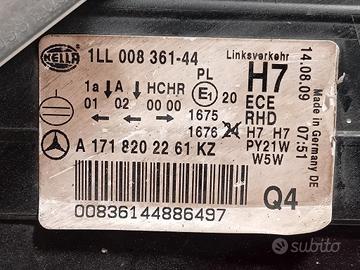 HELLA
1LL 008 361-44
Linksverkehr
14.08.09
Made in Germany DE
07:51
1a A HCHR
PL
E1
20
H7
ECE
RHD
01 02 00 00
1675
1676 24
H7 H7
PY21W
W5W
A 171 820 22 61 KZ
Q4
00836144886497
subito